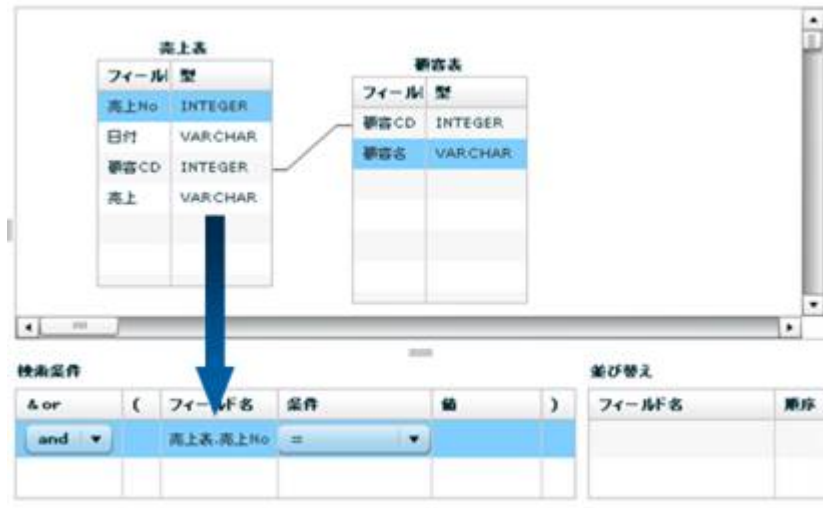 売上表
フィール 型
売上No INTEGER
日付 VARCHAR
顧客CD INTEGER
売上 VARCHAR
顧客表
フィール 型
顧客CD INTEGER
顧客名 VARCHAR
検索条件
& or ( フィールド名 条件 値 )
and 売上表.売上No =
並び替え
フィールド名 順序